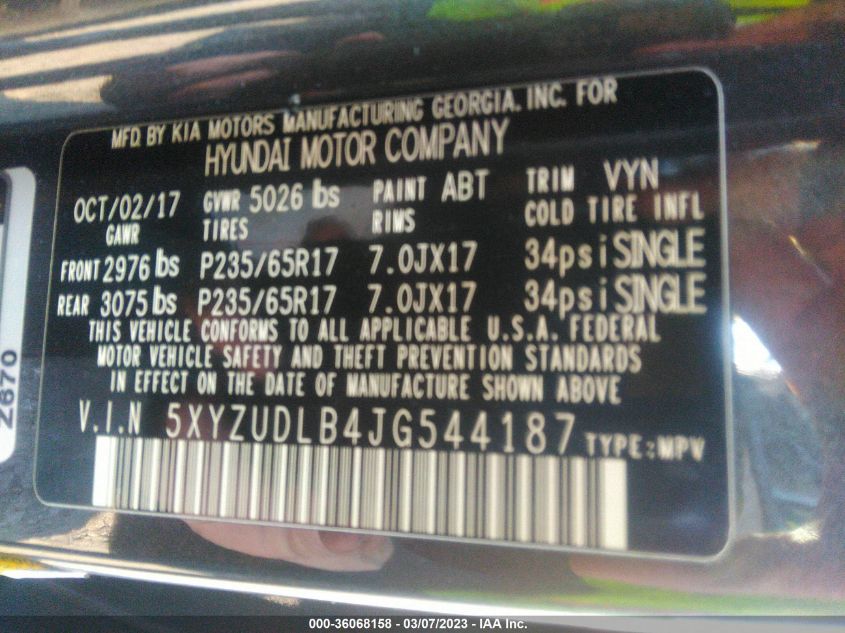 MFD. BY KIA MOTORS MANUFACTURING GEORGIA. INC. FOR
HYUNDAI MOTOR COMPANY
OCT/02/17 GVWR 5026 lbs PAINT ABT TRIM VYN
GAWR TIRES RIMS COLD TIRE INFL
FRONT 2976 lbs P235/65R17 7.0JX17 34psi SINGLE
REAR 3075 lbs P235/65R17 7.0JX17 34psi SINGLE
THIS VEHICLE CONFORMS TO ALL APPLICABLE U.S.A. FEDERAL
MOTOR VEHICLE SAFETY AND THEFT PREVENTION STANDARDS
IN EFFECT ON THE DATE OF MANUFACTURE SHOWN ABOVE
V.I.N 5XYZUDLB4JG544187 TYPE:MPV
2670
000-36068158 - 03/07/2023 - IAA Inc.